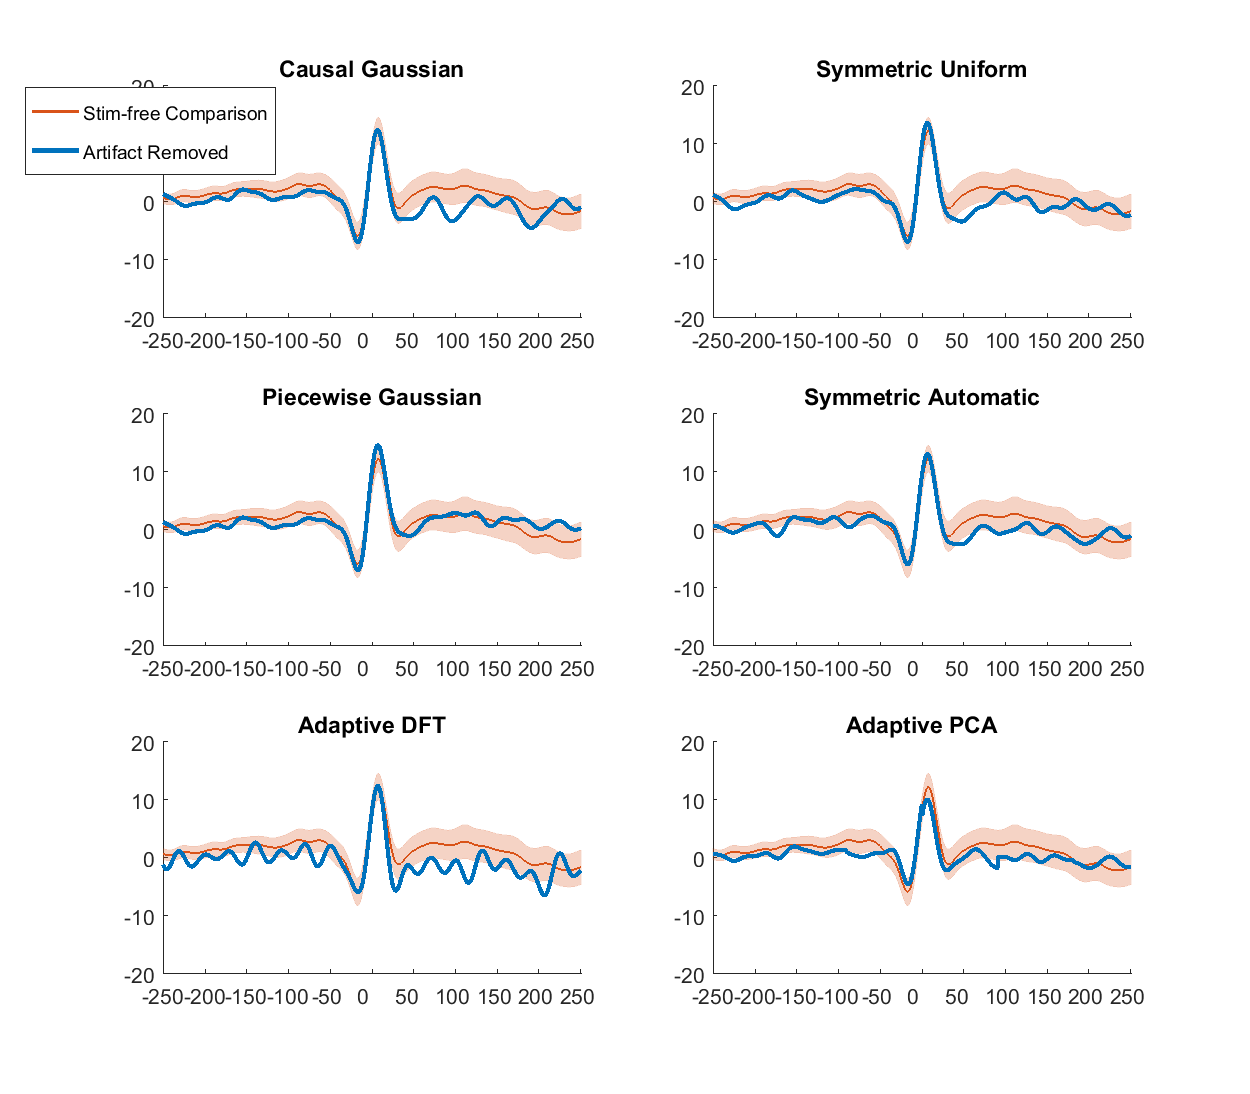 Causal Gaussian
Symmetric Uniform
Stim-free Comparison
Artifact Removed
20
0
-10
-20
-250 -200 -150 -100 -50 0 50 100 150 200 250
20
10
0
-10
-20
-250 -200 -150 -100 -50 0 50 100 150 200 250
Piecewise Gaussian
Symmetric Automatic
20
10
0
-10
-20
-250 -200 -150 -100 -50 0 50 100 150 200 250
20
10
0
-10
-20
-250 -200 -150 -100 -50 0 50 100 150 200 250
Adaptive DFT
Adaptive PCA
20
10
0
-10
-20
-250 -200 -150 -100 -50 0 50 100 150 200 250
20
10
0
-10
-20
-250 -200 -150 -100 -50 0 50 100 150 200 250